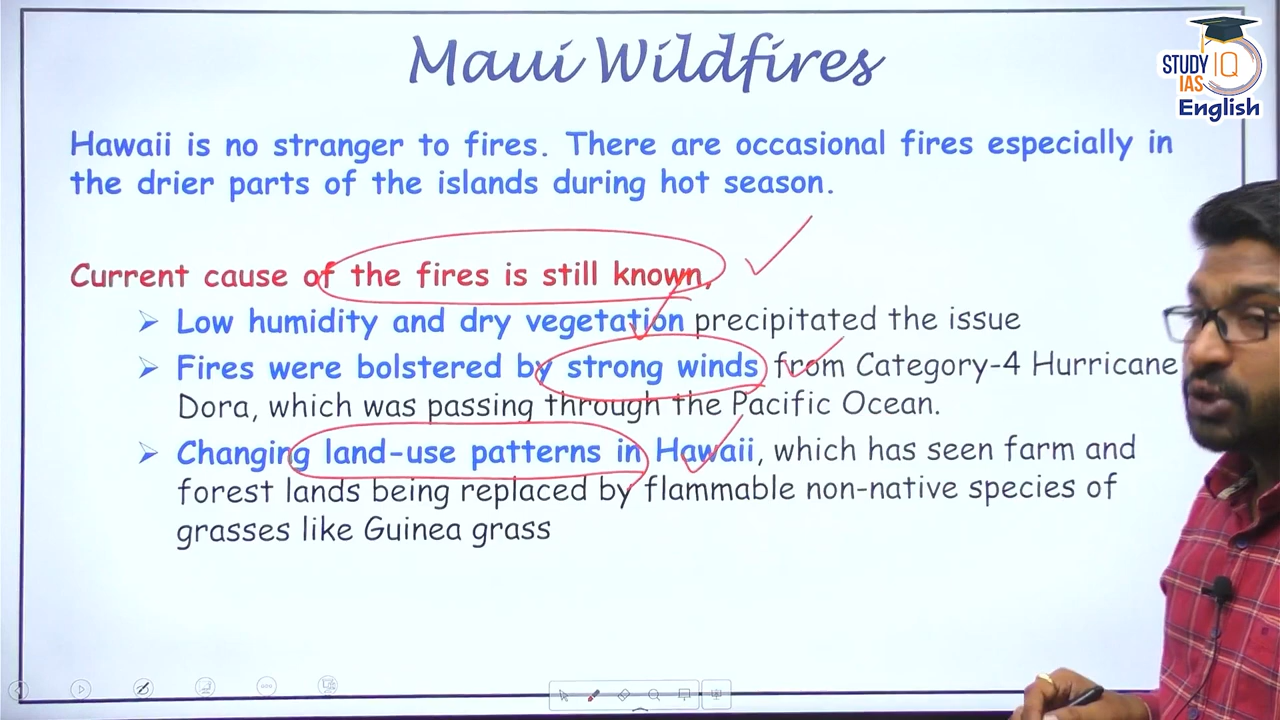 Maui Wildfires
STUDY IQ
IAS
English
Hawaii is no stranger to fires. There are occasional fires especially in
the drier parts of the islands during hot season.
Current cause of the fires is still known,
➢ Low humidity and dry vegetation precipitated the issue
➢ Fires were bolstered by strong winds from Category-4 Hurricane
Dora, which was passing through the Pacific Ocean.
➢ Changing land-use patterns in Hawaii, which has seen farm and
forest lands being replaced by flammable non-native species of
grasses like Guinea grass